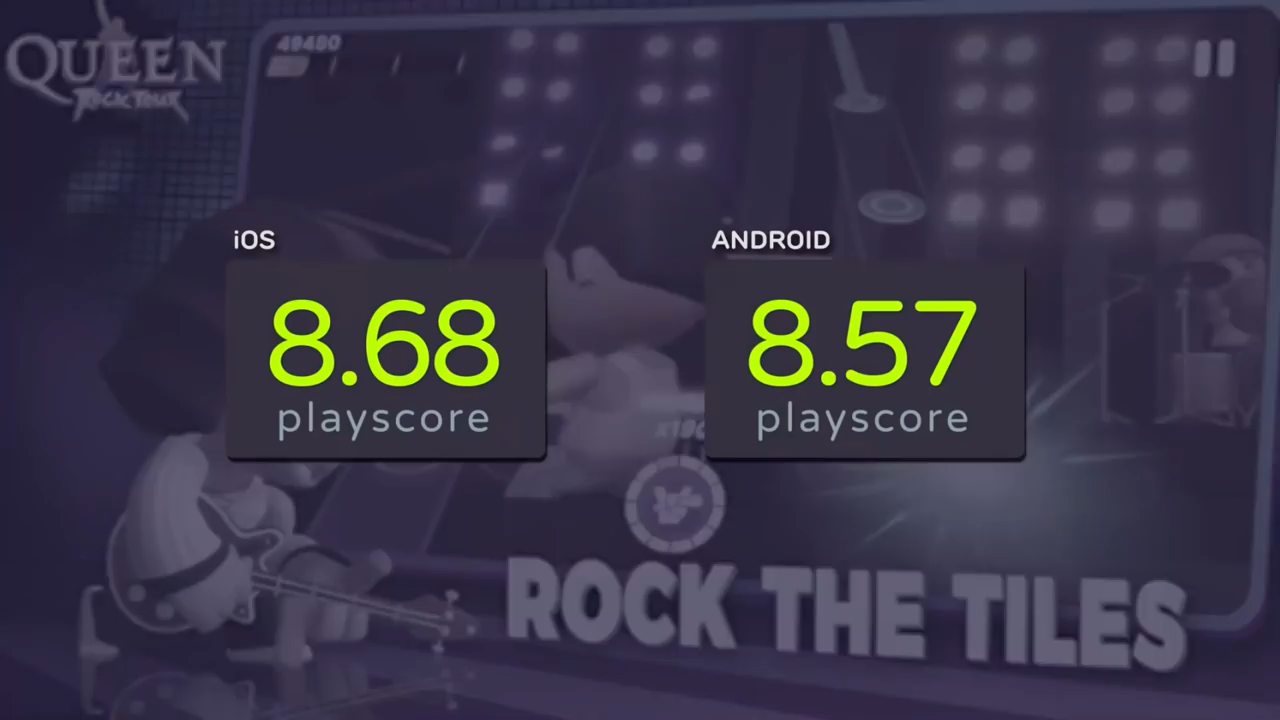 QUEEN
ROCK TOUR
49480
iOS
8.68
playscore
ANDROID
8.57
playscore
ROCK THE TILES